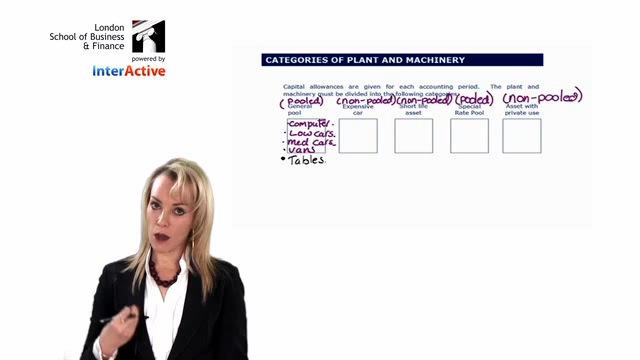 London
School of Business
& Finance
powered by
InterActive
CATEGORIES OF PLANT AND MACHINERY
Capital allowances are given for each accounting period. The plant and
machinery must be divided into the following categories:
(pooled) (non-pooled) (non-pooled) (pooled) (non-pooled)
General pool
Expensive car
Short life asset
Special Rate Pool
Asset with private use
Computer.
• Low cars.
• med cars.
• vans
• Tables.